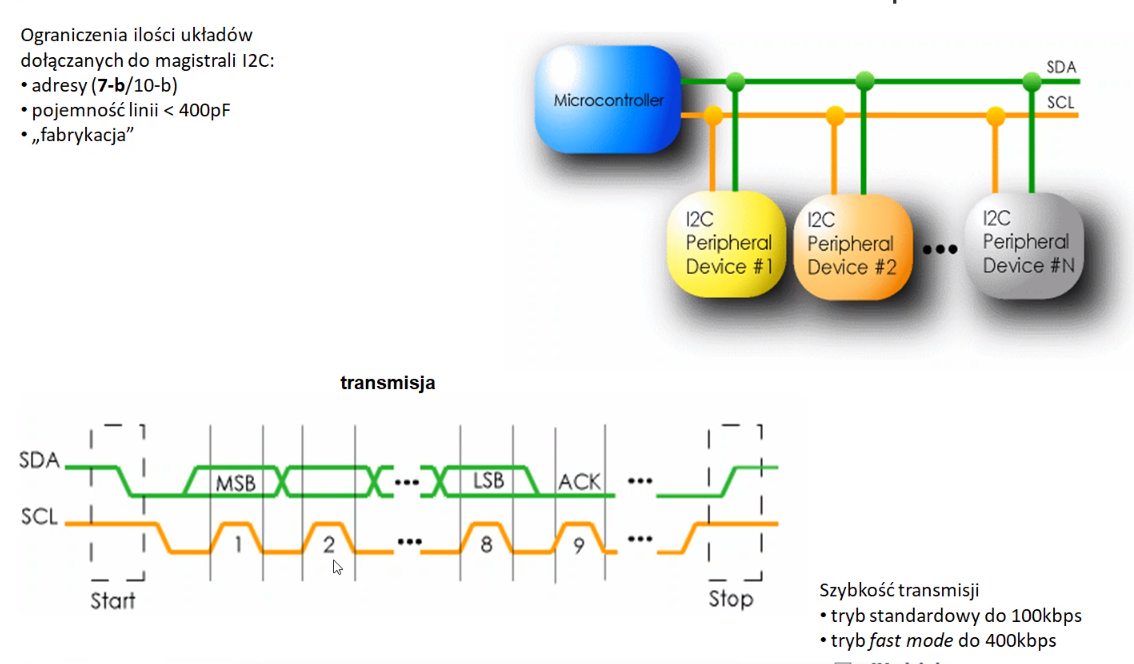 Ograniczenia ilości układów
dołączanych do magistrali I2C:
• adresy (7-b/10-b)
• pojemność linii < 400pF
• „fabrykacja”
Microcontroller
SDA
SCL
I2C
Peripheral
Device #1
I2C
Peripheral
Device #2
•••
I2C
Peripheral
Device #N
transmisja
SDA
MSB
•••
LSB
ACK
•••
SCL
1
2
•••
8
9
•••
Start
Stop
Szybkość transmisji
• tryb standardowy do 100kbps
• tryb fast mode do 400kbps